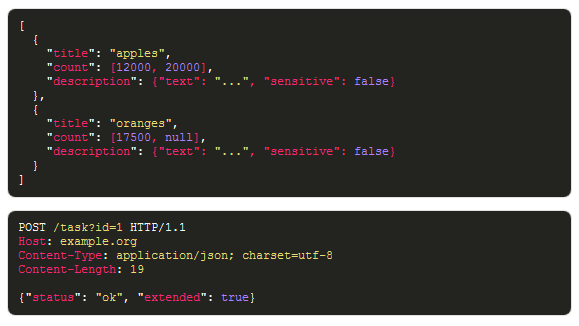 [
  {
    "title": "apples",
    "count": [12000, 20000],
    "description": {"text": "...", "sensitive": false}
  },
  {
    "title": "oranges",
    "count": [17500, null],
    "description": {"text": "...", "sensitive": false}
  }
]
POST /task?id=1 HTTP/1.1
Host: example.org
Content-Type: application/json; charset=utf-8
Content-Length: 19

{"status": "ok", "extended": true}